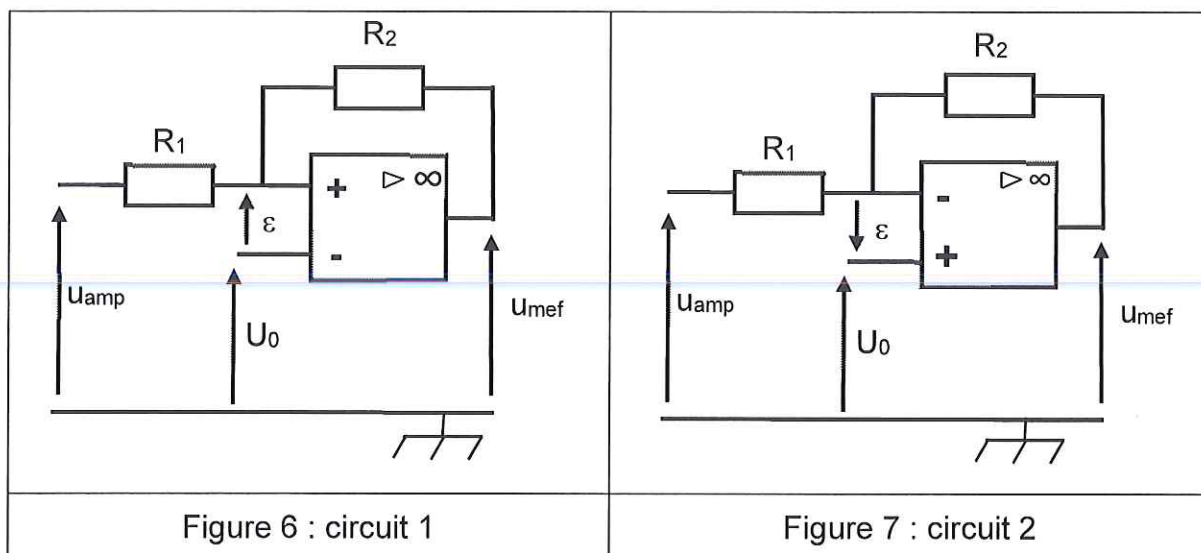 R2
R1
+
▷ ∞
ε
-
uamp
U0
umef
Figure 6 : circuit 1
R2
R1
-
▷ ∞
ε
+
uamp
U0
umef
Figure 7 : circuit 2